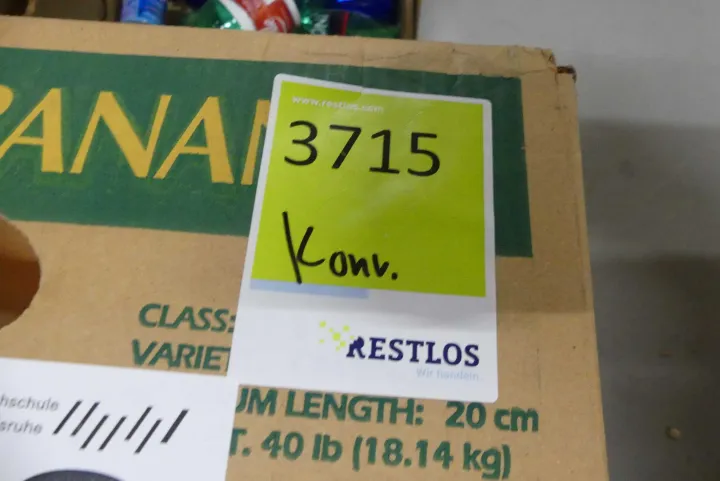 BANAN
www.restlos.com
3715
Konv.
RESTLOS
Wir handeln.
CLASS:
VARIET
UM LENGTH: 20 cm
T. 40 lb (18.14 kg)
hschule
sruhe